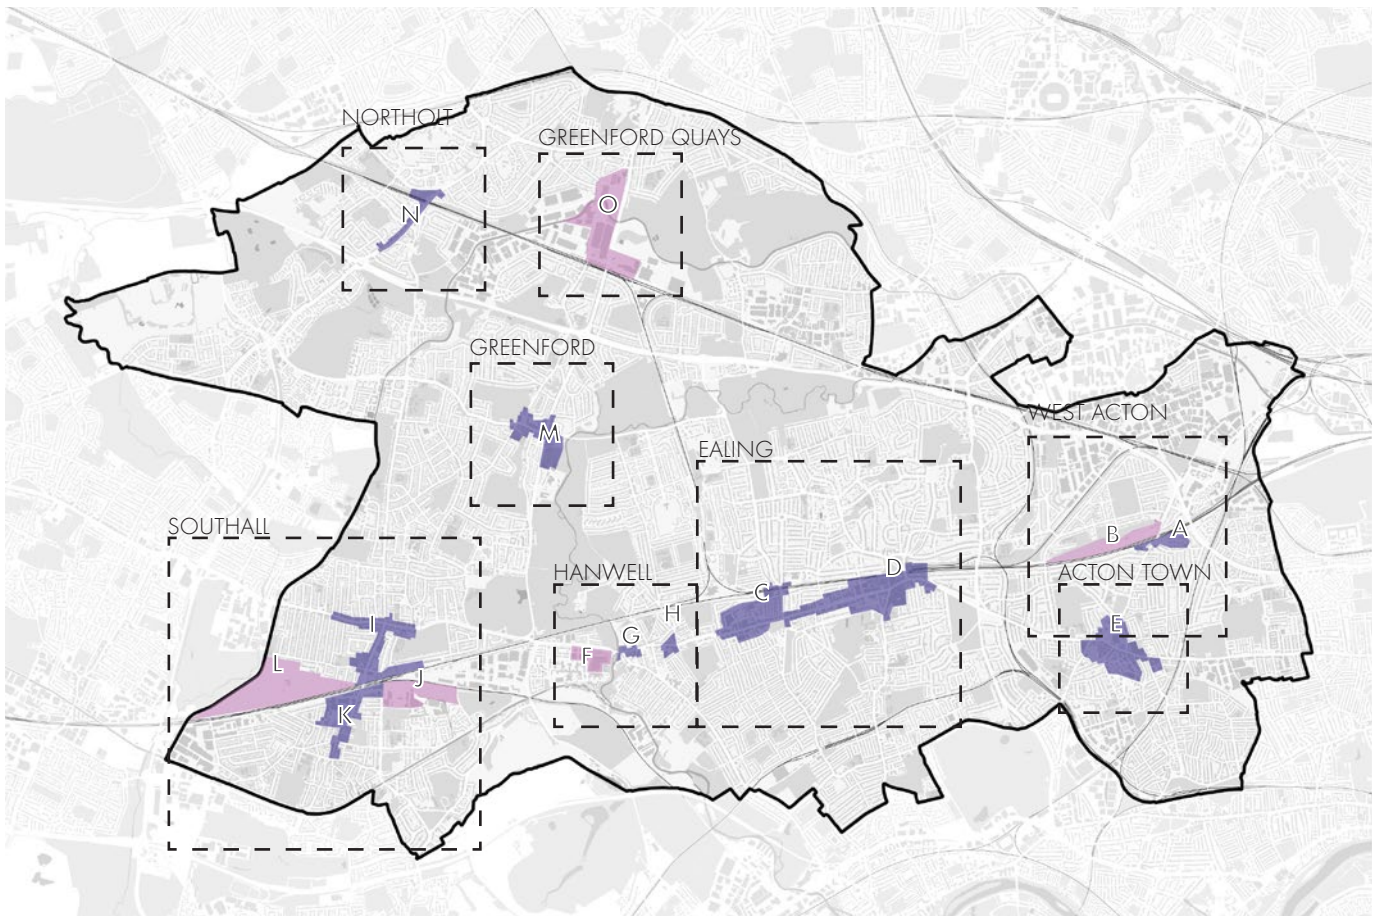 NORTHOLT
GREENFORD QUAYS
N
O
GREENFORD
M
WEST ACTON
EALING
B
A
SOUTHALL
HANWELL
D
ACTON TOWN
C
H
I
G
E
F
L
J
K